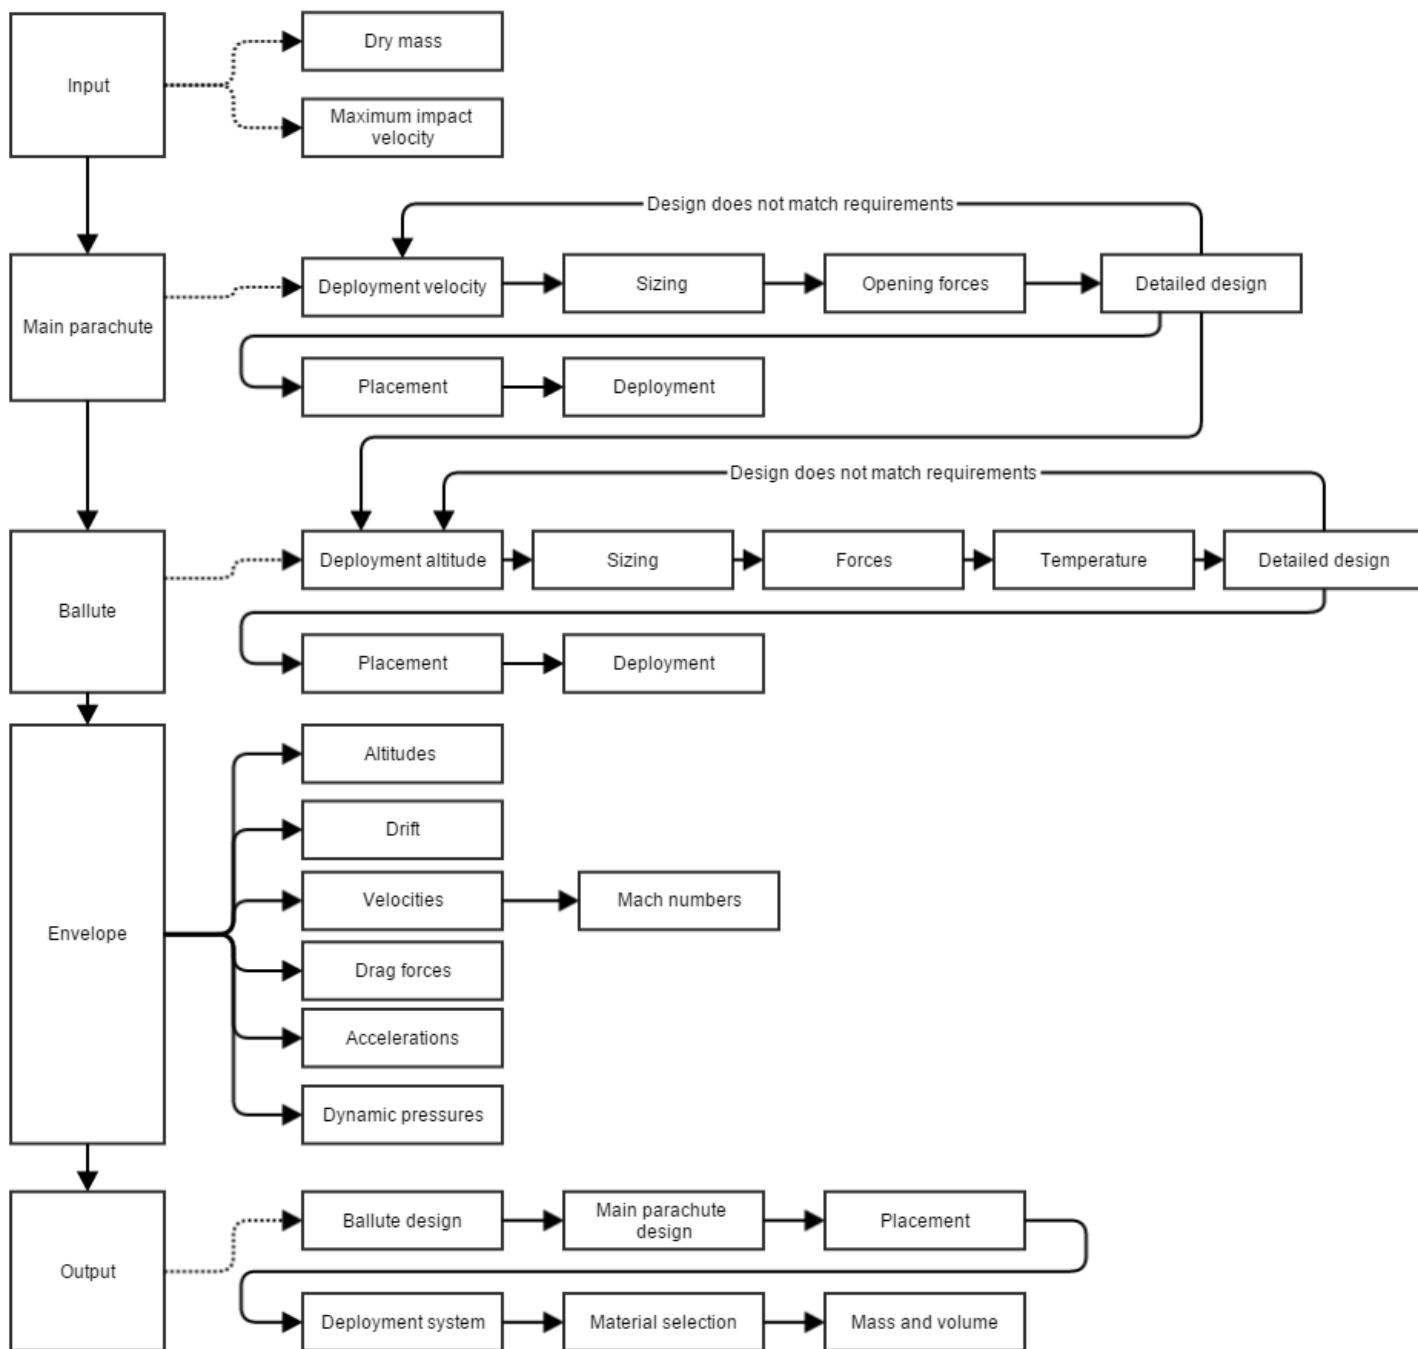 Input
Dry mass
Maximum impact
velocity
Design does not match requirements
Main parachute
Deployment velocity
Sizing
Opening forces
Detailed design
Placement
Deployment
Design does not match requirements
Ballute
Deployment altitude
Sizing
Forces
Temperature
Detailed design
Placement
Deployment
Envelope
Altitudes
Drift
Velocities
Mach numbers
Drag forces
Accelerations
Dynamic pressures
Output
Ballute design
Main parachute
design
Placement
Deployment system
Material selection
Mass and volume